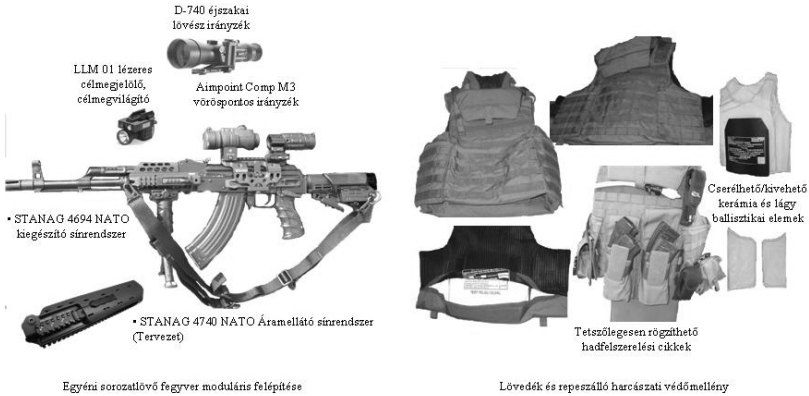 D-740 éjszakai
lövész irányzék
LLM 01 lézeres
célmegjelölő,
célmegvilágító
Aimpoint Comp M3
vöröspontos irányzék
▪ STANAG 4694 NATO
kiegészítő sínrendszer
▪ STANAG 4740 NATO Áramellátó sínrendszer
(Tervezet)
Egyéni sorozatlövő fegyver moduláris felépítése
Cserélhető/kivehető
kerámia és lágy
ballisztikai elemek
Tetszőlegesen rögzíthető
hadfelszerelési cikkek
Lövedék és repeszálló harcászati védőmellény